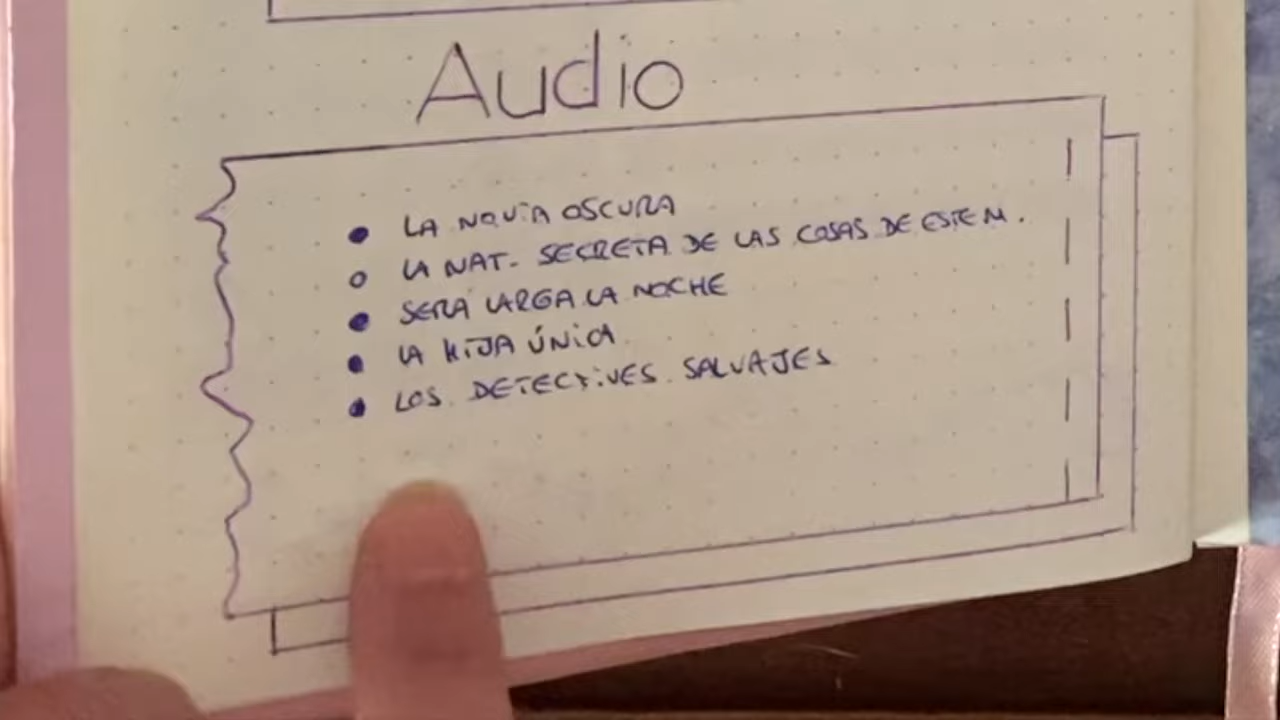 Audio
LA NOVIA OSCURA
LA NAT. SECRETA DE LAS COSAS DE ESTE M.
SERÁ LARGA LA NOCHE
LA HIJA ÚNICA
LOS DETECTIVES SALVAJES